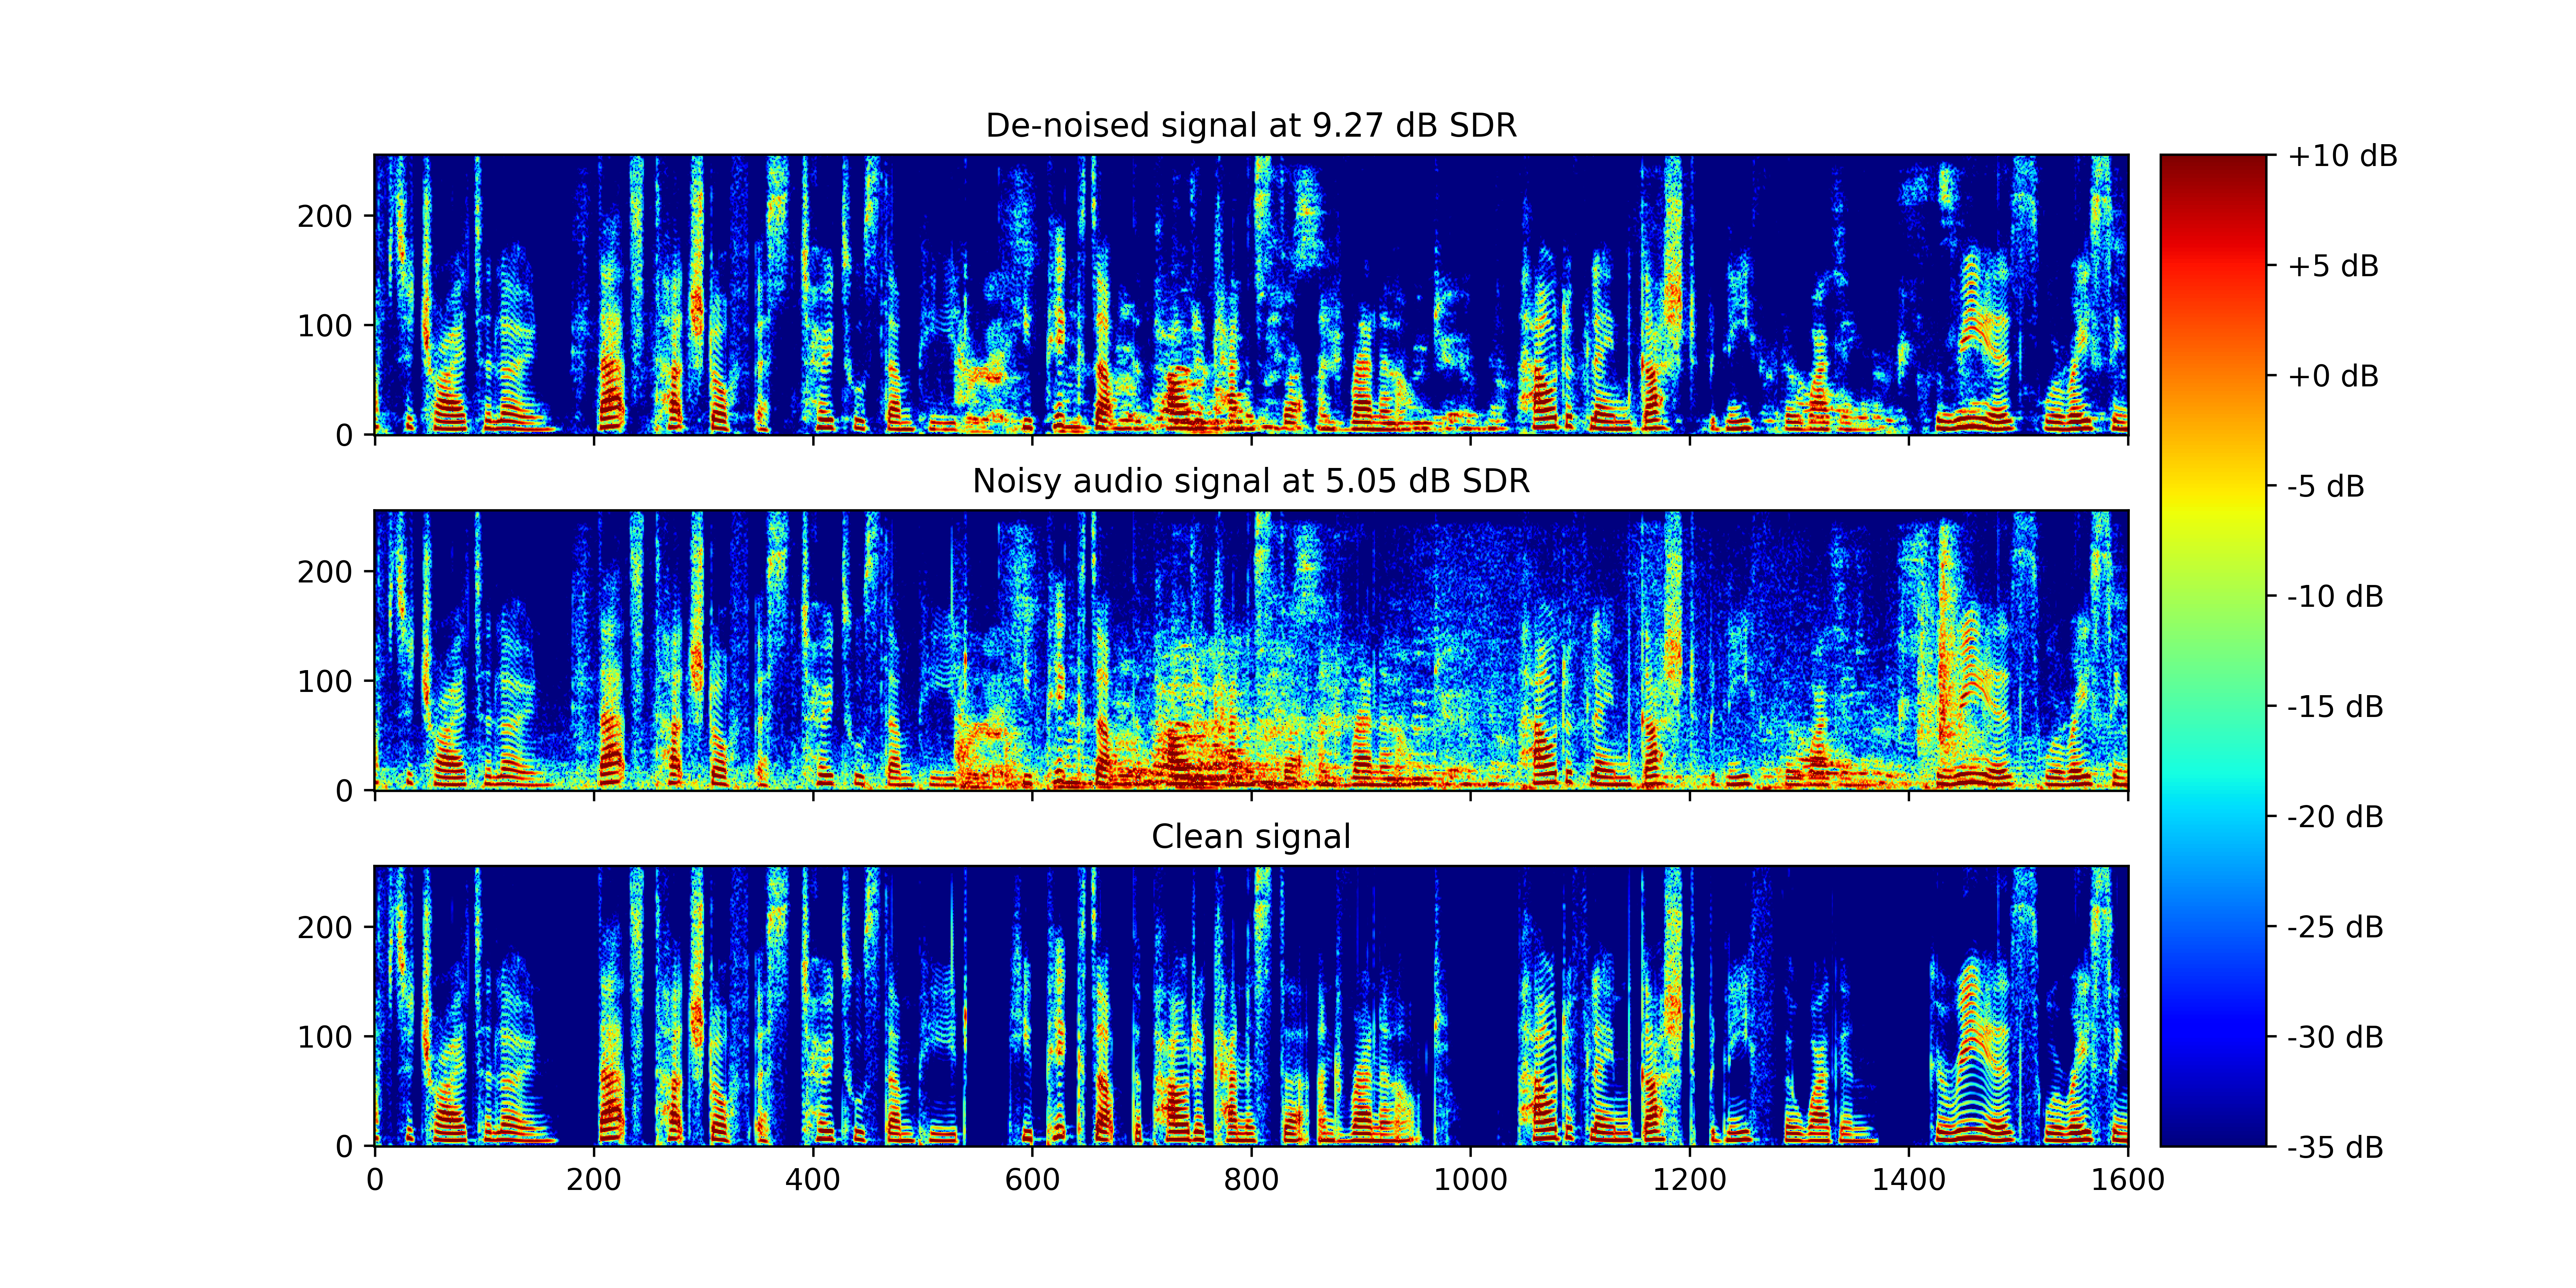 De-noised signal at 9.27 dB SDR
200
100
0
Noisy audio signal at 5.05 dB SDR
200
100
0
Clean signal
200
100
0
0 200 400 600 800 1000 1200 1400 1600
+10 dB
+5 dB
+0 dB
-5 dB
-10 dB
-15 dB
-20 dB
-25 dB
-30 dB
-35 dB